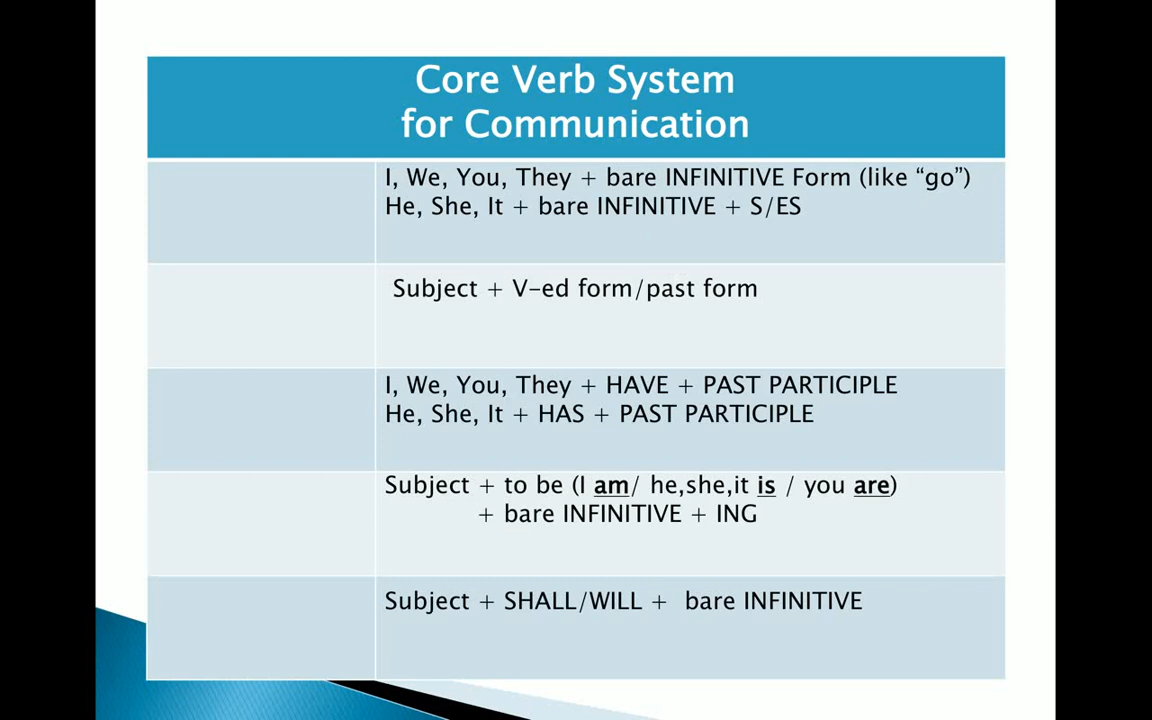 Core Verb System
for Communication
I, We, You, They + bare INFINITIVE Form (like “go”)
He, She, It + bare INFINITIVE + S/ES
Subject + V-ed form/past form
I, We, You, They + HAVE + PAST PARTICIPLE
He, She, It + HAS + PAST PARTICIPLE
Subject + to be (I am/ he,she,it is / you are)
+ bare INFINITIVE + ING
Subject + SHALL/WILL + bare INFINITIVE